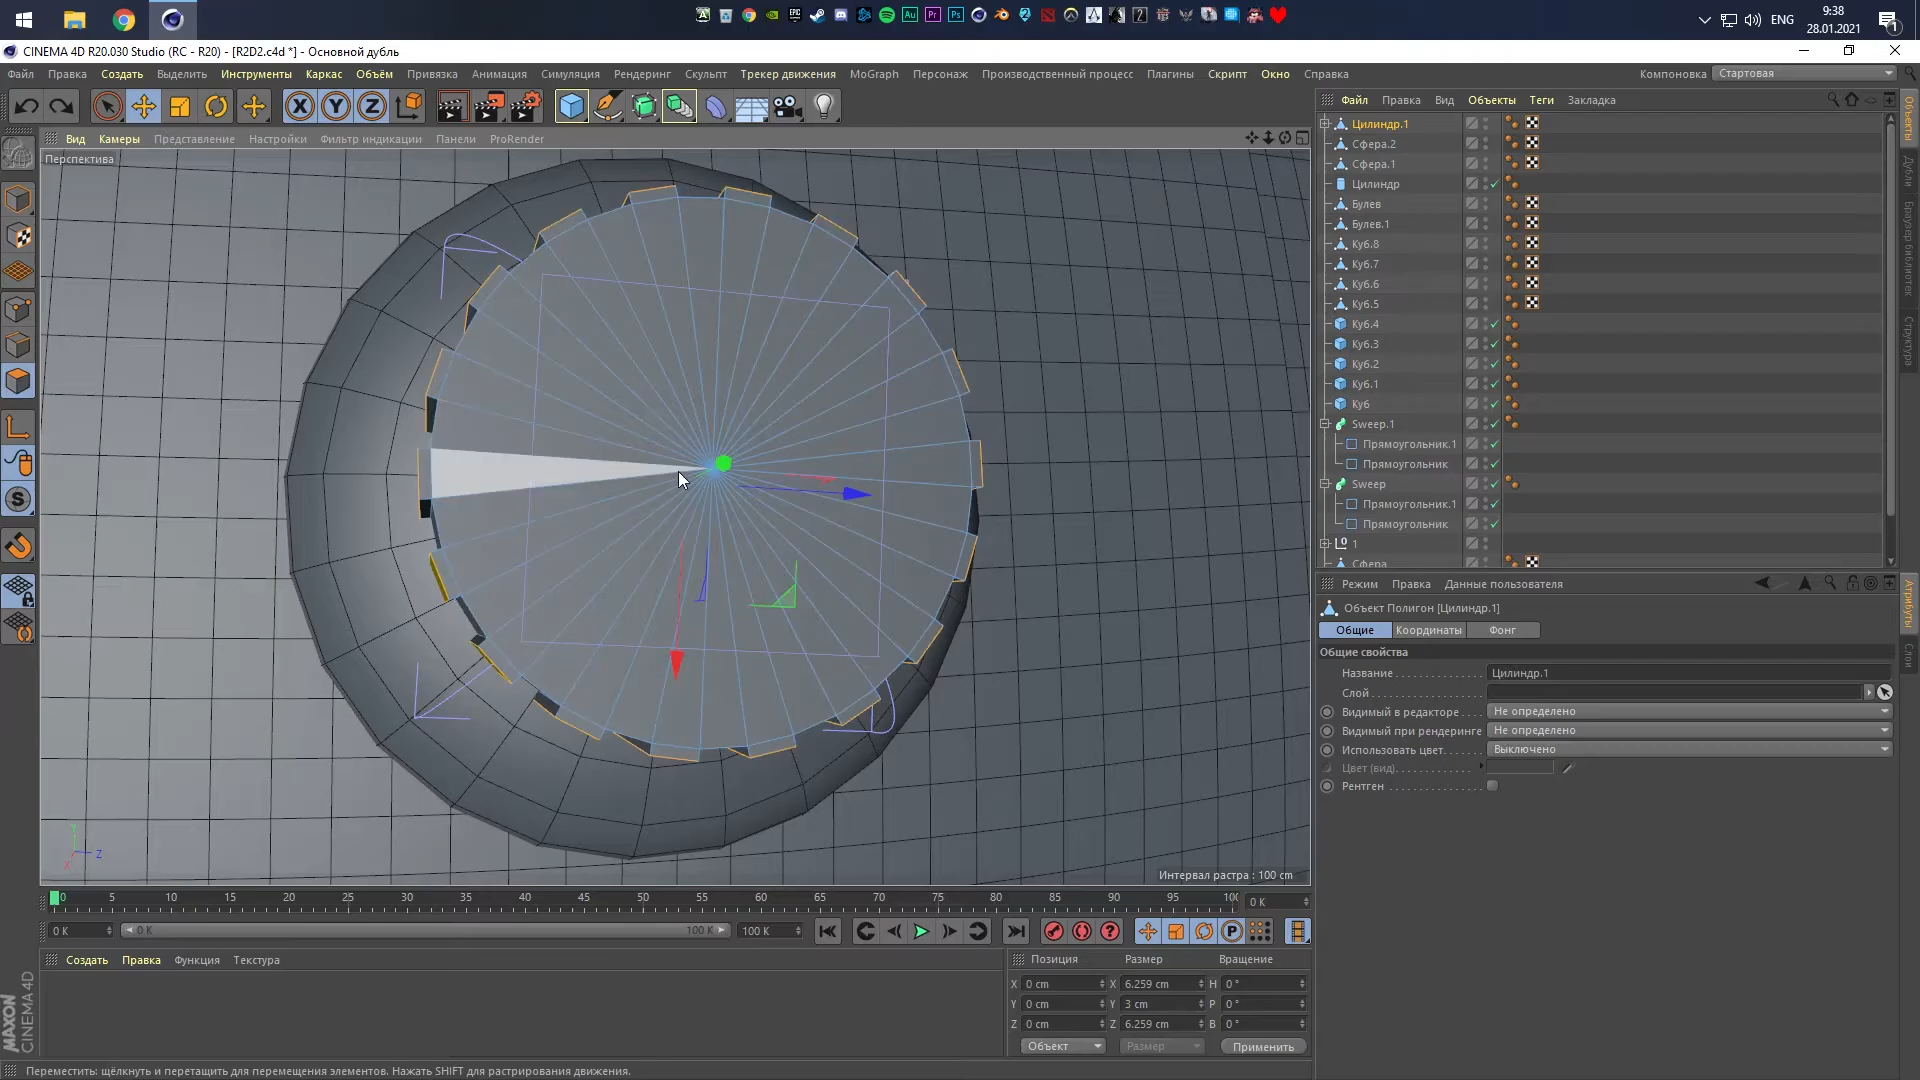 ENG
9:38
28.01.2021
1
CINEMA 4D R20.030 Studio (RC - R20) - [R2D2.c4d *] - Основной дубль
Файл Правка Создать Выделить Инструменты Каркас Объём Привязка Анимация Симуляция Рендеринг Скульпт Трекер движения MoGraph Персонаж Производственный процесс Плагины Скрипт Окно Справка
Компоновка Стартовая
X Y Z
Вид Камеры Представление Настройки Фильтр индикации Панели ProRender
Перспектива
Y
Z
X
Интервал растра : 100 cm
Файл Правка Вид Объекты Теги Закладка
Цилиндр.1
Сфера.2
Сфера.1
Цилиндр
Булев
Булев.1
Куб.8
Куб.7
Куб.6
Куб.5
Куб.4
Куб.3
Куб.2
Куб.1
Куб
Sweep.1
Прямоугольник.1
Прямоугольник
Sweep
Прямоугольник.1
Прямоугольник
1
Сфера
Объекты
Дубли
Браузер библиотек
Структура
Режим Правка Данные пользователя
Объект Полигон [Цилиндр.1]
Общие Координаты Фонг
Общие свойства
Название Цилиндр.1
Слой
Видимый в редакторе Не определено
Видимый при рендеринге Не определено
Использовать цвет Выключено
Цвет (вид)
Рентген
Атрибуты
Слои
0 5 10 15 20 25 30 35 40 45 50 55 60 65 70 75 80 85 90 95 100
0 K
0 K 0 K 100 K 100 K
P
Создать Правка Функция Текстура
Позиция Размер Вращение
X 0 cm X 6.259 cm H 0 °
Y 0 cm Y 3 cm P 0 °
Z 0 cm Z 6.259 cm B 0 °
Объект Размер Применить
MAXON
CINEMA 4D
Переместить: щёлкнуть и перетащить для перемещения элементов. Нажать SHIFT для растрирования движения.